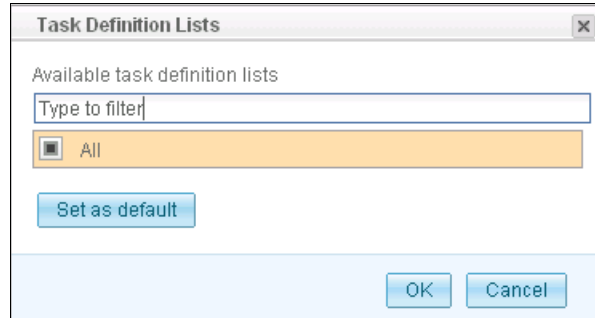 Task Definition Lists
Available task definition lists
Type to filter
All
Set as default
OK Cancel